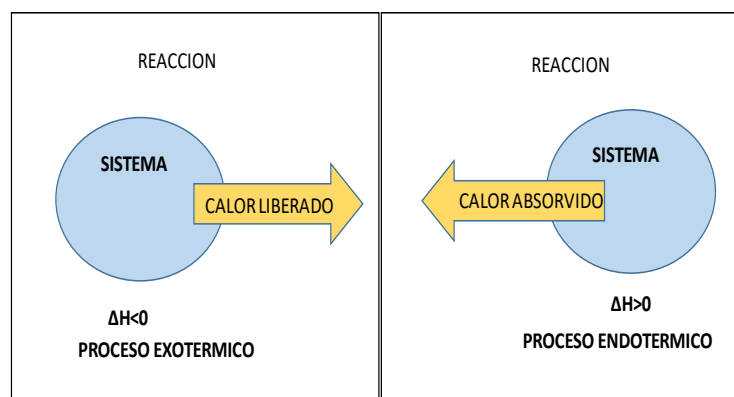 REACCION
SISTEMA
CALOR LIBERADO
ΔH<0
PROCESO EXOTERMICO
REACCION
SISTEMA
CALOR ABSORVIDO
ΔH>0
PROCESO ENDOTERMICO